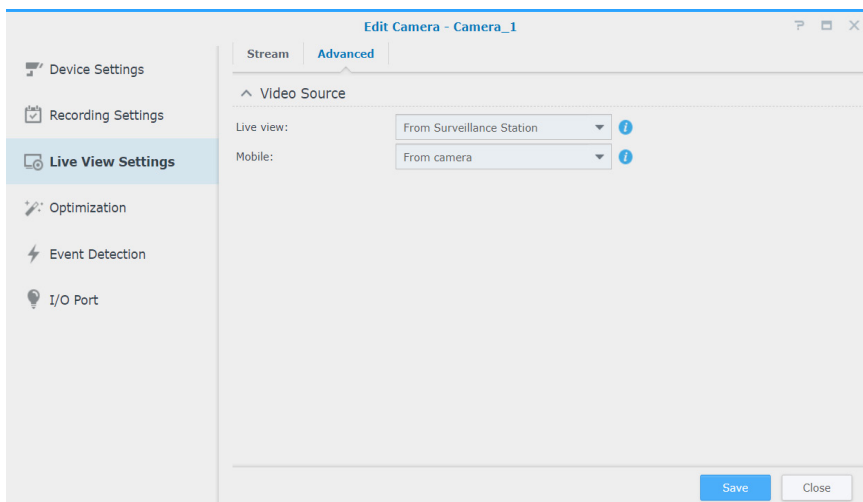 Edit Camera - Camera_1
Device Settings
Recording Settings
Live View Settings
Optimization
Event Detection
I/O Port
Stream Advanced
Video Source
Live view: From Surveillance Station
Mobile: From camera
Save Close